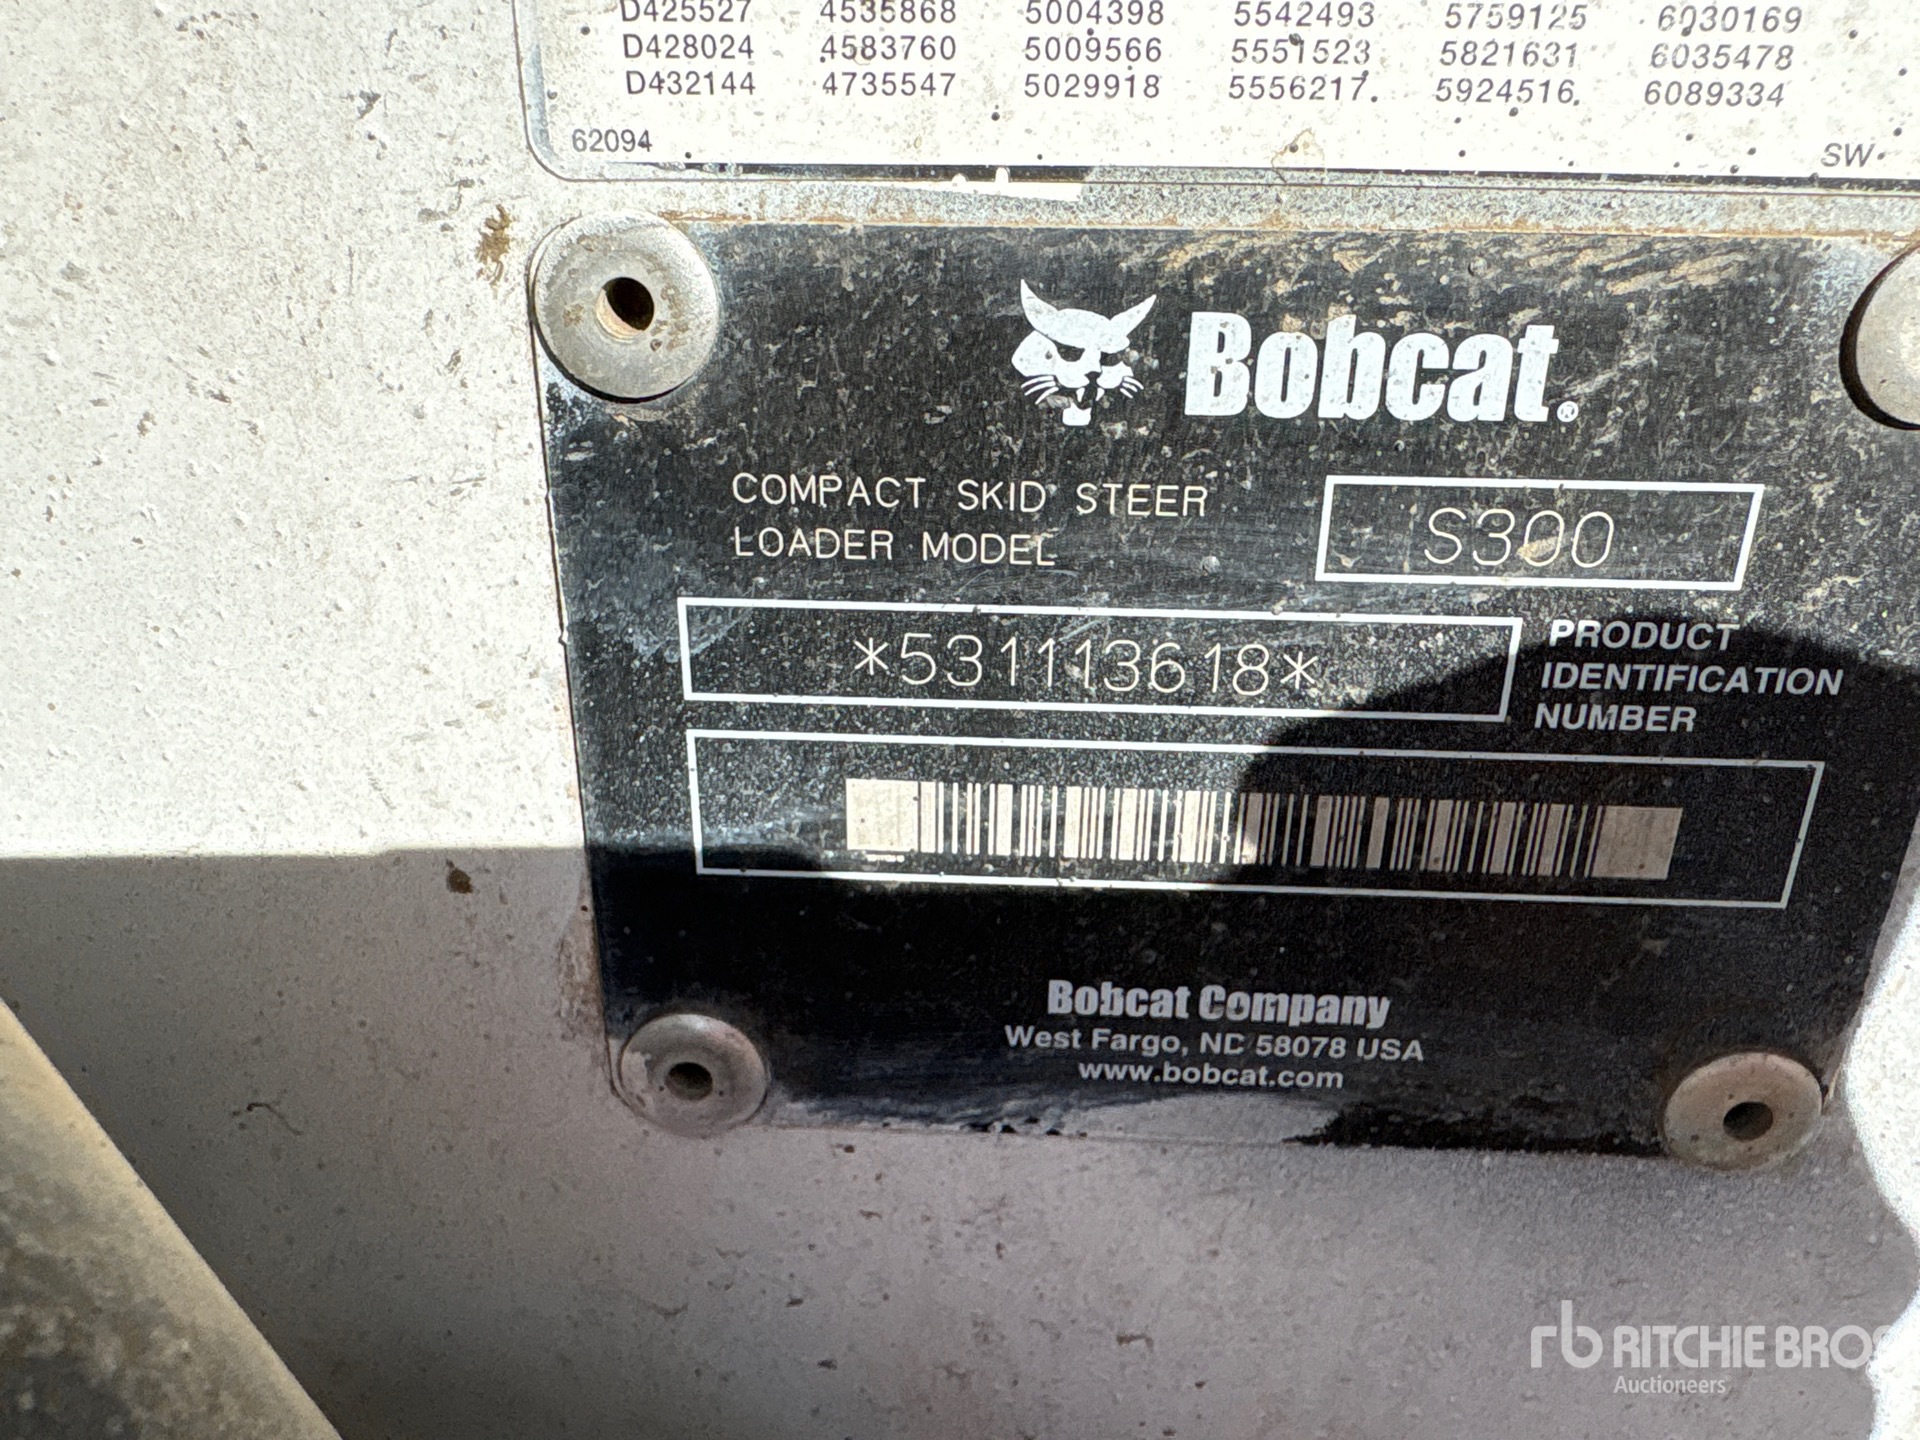 D425527 4535868 5004398 5542493 5759125 6030169
D428024 4583760 5009566 5551523 5821631 6035478
D432144 4735547 5029918 5556217 5924516 6089334
62094 SW
Bobcat®
COMPACT SKID STEER
LOADER MODEL
S300
*531113618*
PRODUCT
IDENTIFICATION
NUMBER
Bobcat Company
West Fargo, ND 58078 USA
www.bobcat.com
rb RITCHIE BROS
Auctioneers